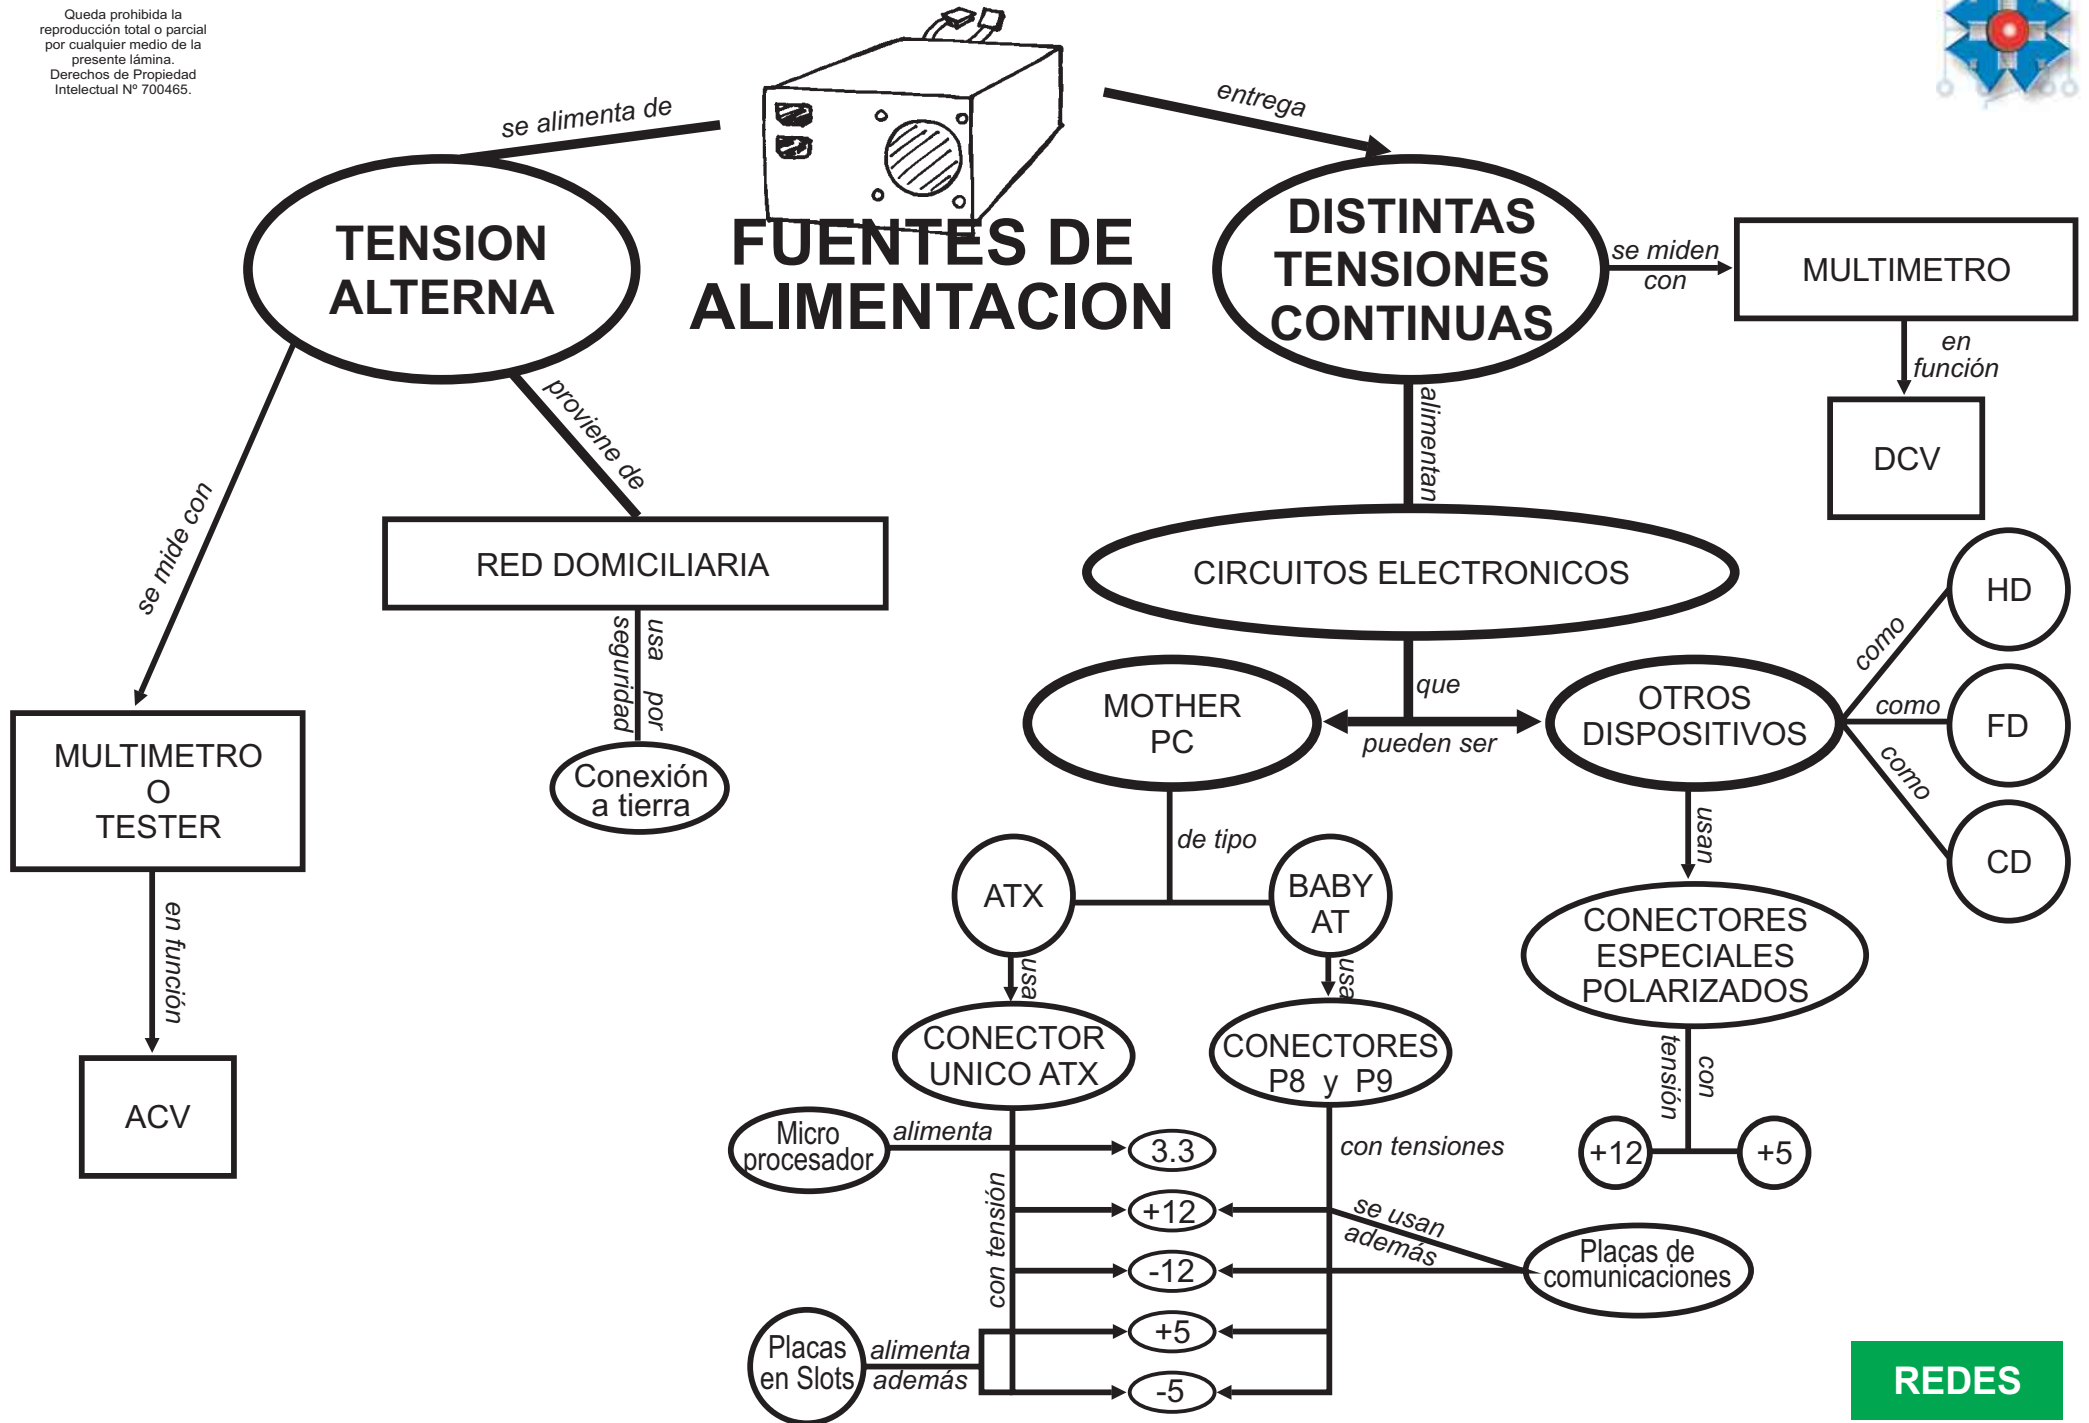 Queda prohibida la
reproducción total o parcial
por cualquier medio de la
presente lámina.
Derechos de Propiedad
Intelectual Nº 700465.
se alimenta de
entrega
FUENTES DE
ALIMENTACION
TENSION
ALTERNA
DISTINTAS
TENSIONES
CONTINUAS
se miden
con
MULTIMETRO
en
función
DCV
proviene de
se mide con
alimentan
RED DOMICILIARIA
CIRCUITOS ELECTRONICOS
usa por
seguridad
Conexión
a tierra
MULTIMETRO
O
TESTER
en función
ACV
que
pueden ser
MOTHER
PC
OTROS
DISPOSITIVOS
como
HD
como
FD
como
CD
de tipo
ATX
BABY
AT
usan
CONECTORES
ESPECIALES
POLARIZADOS
usa
usa
CONECTOR
UNICO ATX
CONECTORES
P8 y P9
con
tensión
+12
+5
Micro
procesador
alimenta
3.3
con tensiones
con tensión
+12
se usan
además
-12
Placas de
comunicaciones
+5
Placas
en Slots
alimenta
además
-5
REDES